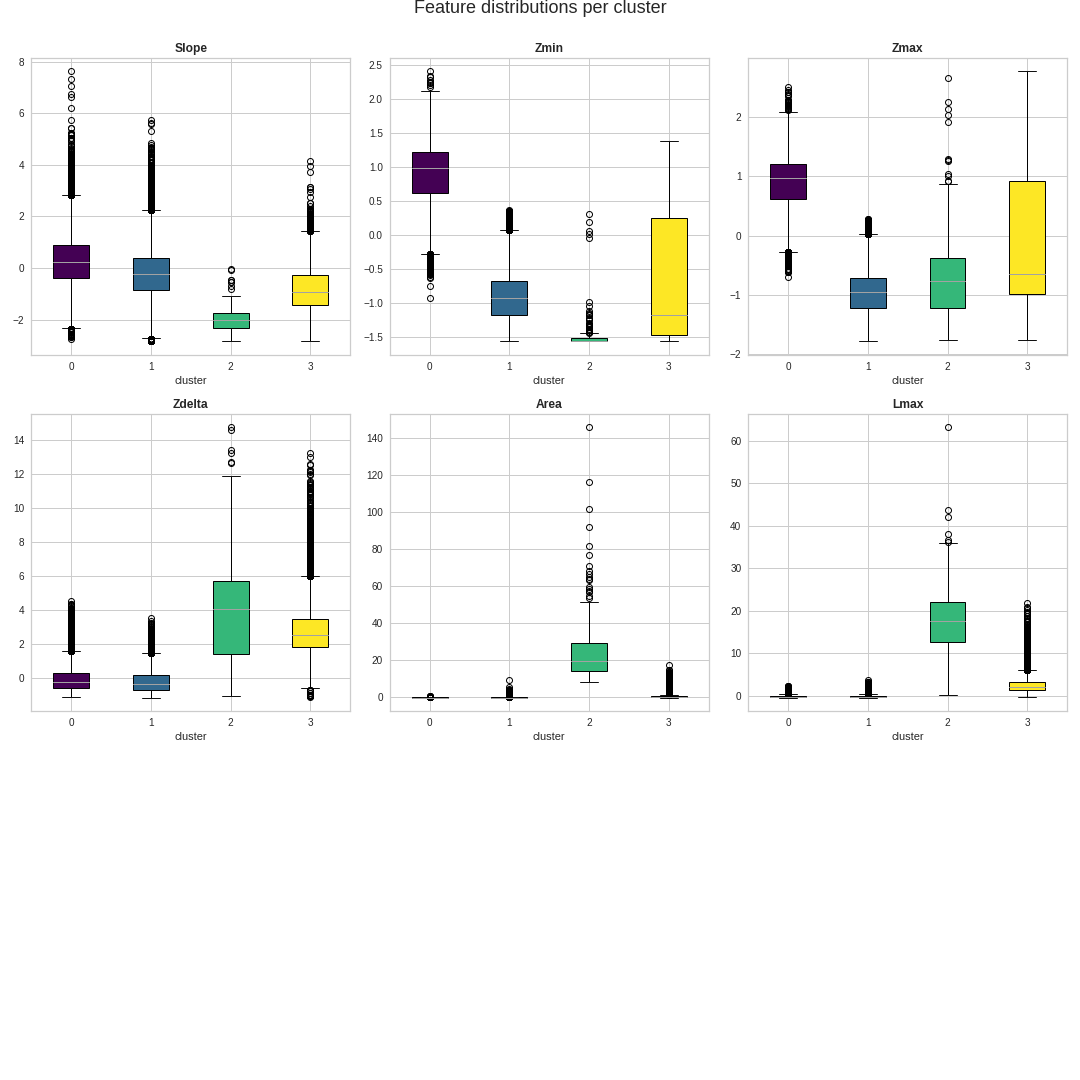 Feature distributions per cluster
Slope
8
6
4
2
0
−2
0 1 2 3
cluster
Zmin
2.5
2.0
1.5
1.0
0.5
0.0
−0.5
−1.0
−1.5
0 1 2 3
cluster
Zmax
2
1
0
−1
−2
0 1 2 3
cluster
Zdelta
14
12
10
8
6
4
2
0
0 1 2 3
cluster
Area
140
120
100
80
60
40
20
0
0 1 2 3
cluster
Lmax
60
50
40
30
20
10
0
0 1 2 3
cluster